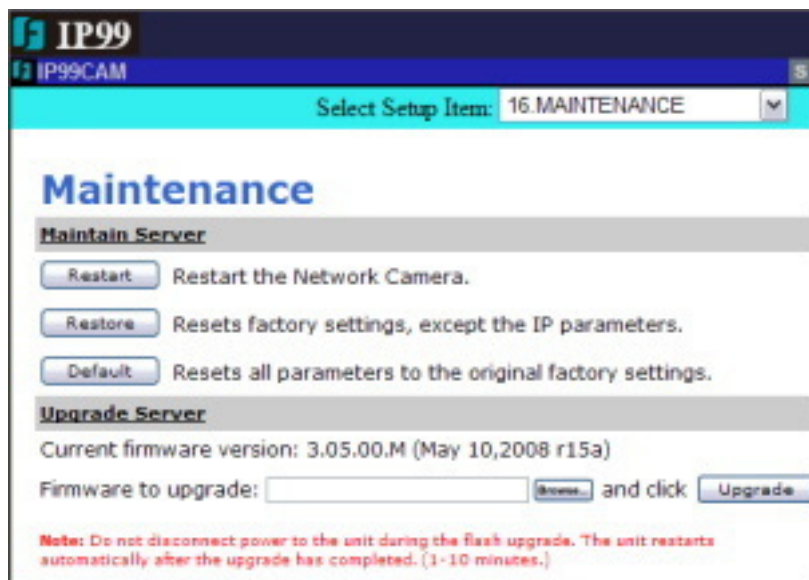 IP99
IP99CAM
S
Select Setup Item: 16.MAINTENANCE
Maintenance
Maintain Server
Restart Restart the Network Camera.
Restore Resets factory settings, except the IP parameters.
Default Resets all parameters to the original factory settings.
Upgrade Server
Current firmware version: 3.05.00.M (May 10,2008 r15a)
Firmware to upgrade: Browse... and click Upgrade
Note: Do not disconnect power to the unit during the flash upgrade. The unit restarts
automatically after the upgrade has completed. (1-10 minutes.)